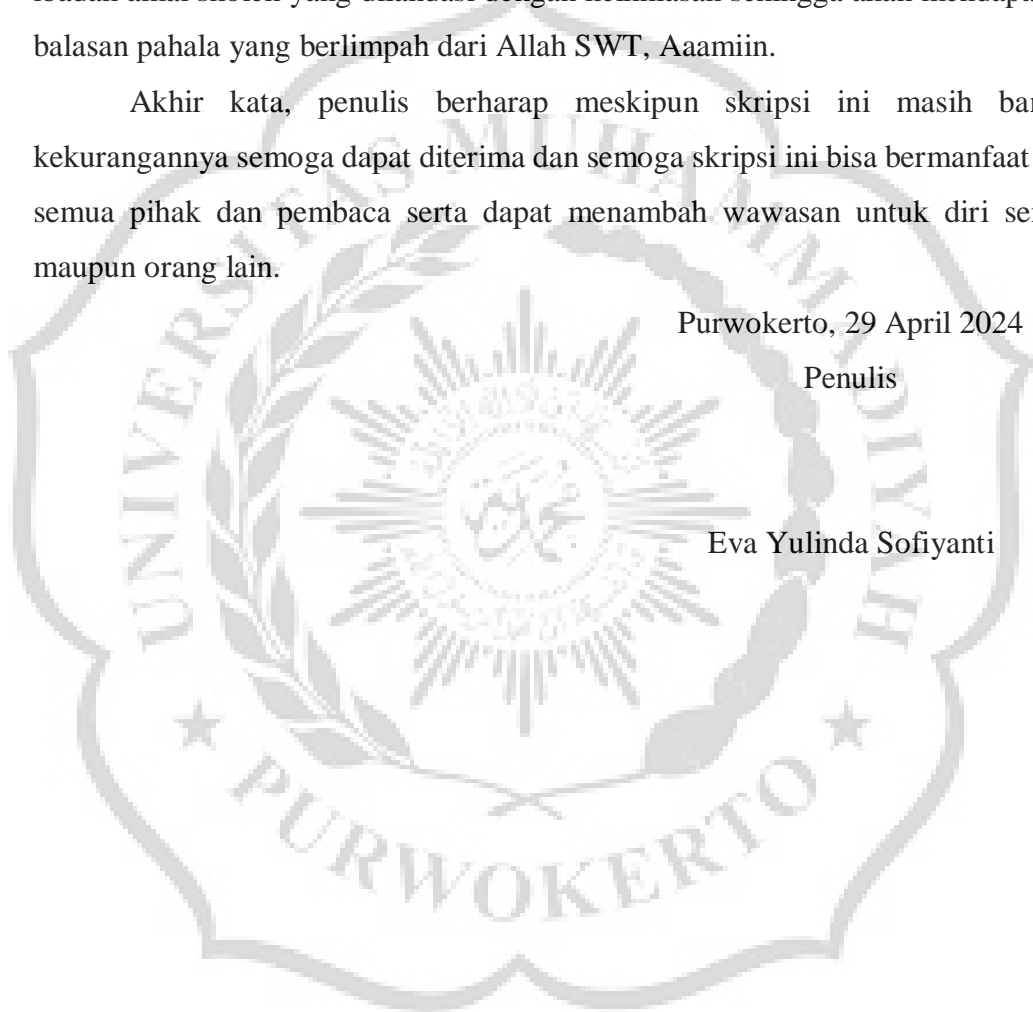 balasan pahala yang berlimpah dari Allah SWT, Aaamiin.
Akhir kata, penulis berharap meskipun skripsi ini masih
kekurangannya semoga dapat diterima dan semoga skripsi ini bisa bermanfaat
semua pihak dan pembaca serta dapat menambah wawasan untuk diri
maupun orang lain.
Purwokerto, 29 April 2024
Penulis
Eva Yulinda Sofiyanti
UNIVERSITAS MUHAMMADIYAH
PURWOKERTO